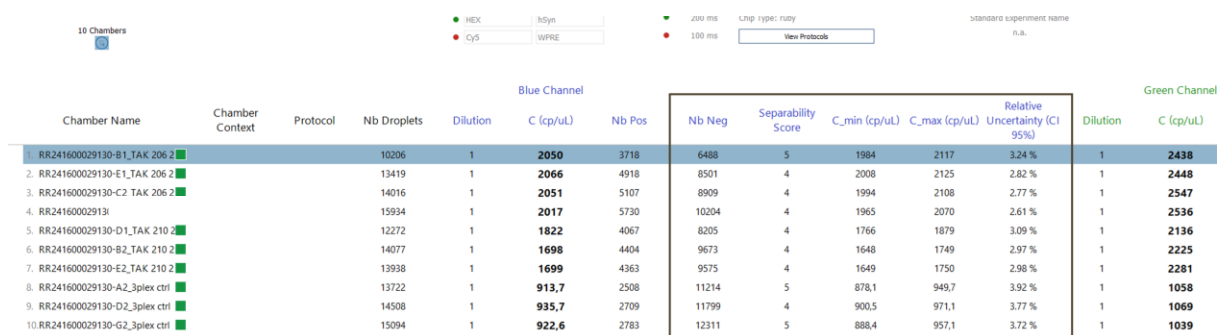 HEX hSyn 200 ms Chip Type: ruby Standard Experiment Name
10 Chambers
Cy5 WPRE 100 ms View Protocols n.a.
Blue Channel Green Channel
Chamber Name Chamber Context Protocol Nb Droplets Dilution C (cp/uL) Nb Pos Nb Neg Separability Score C_min (cp/uL) C_max (cp/uL) Relative Uncertainty (CI 95%) Dilution C (cp/uL)
1. RR241600029130-B1_TAK 206 2 10206 1 2050 3718 6488 5 1984 2117 3.24 % 1 2438
2. RR241600029130-E1_TAK 206 2 13419 1 2066 4918 8501 4 2008 2125 2.82 % 1 2448
3. RR241600029130-C2 TAK 206 2 14016 1 2051 5107 8909 4 1994 2108 2.77 % 1 2547
4. RR24160002913( 15934 1 2017 5730 10204 4 1965 2070 2.61 % 1 2536
5. RR241600029130-D1_TAK 210 2 12272 1 1822 4067 8205 4 1766 1879 3.09 % 1 2136
6. RR241600029130-B2_TAK 210 2 14077 1 1698 4404 9673 4 1648 1749 2.97 % 1 2225
7. RR241600029130-E2_TAK 210 2 13938 1 1699 4363 9575 4 1649 1750 2.98 % 1 2281
8. RR241600029130-A2_3plex ctrl 13722 1 913,7 2508 11214 5 878,1 949,7 3.92 % 1 1058
9. RR241600029130-D2_3plex ctrl 14508 1 935,7 2709 11799 4 900,5 971,1 3.77 % 1 1069
10. RR241600029130-G2_3plex ctrl 15094 1 922,6 2783 12311 5 888,4 957,1 3.72 % 1 1039